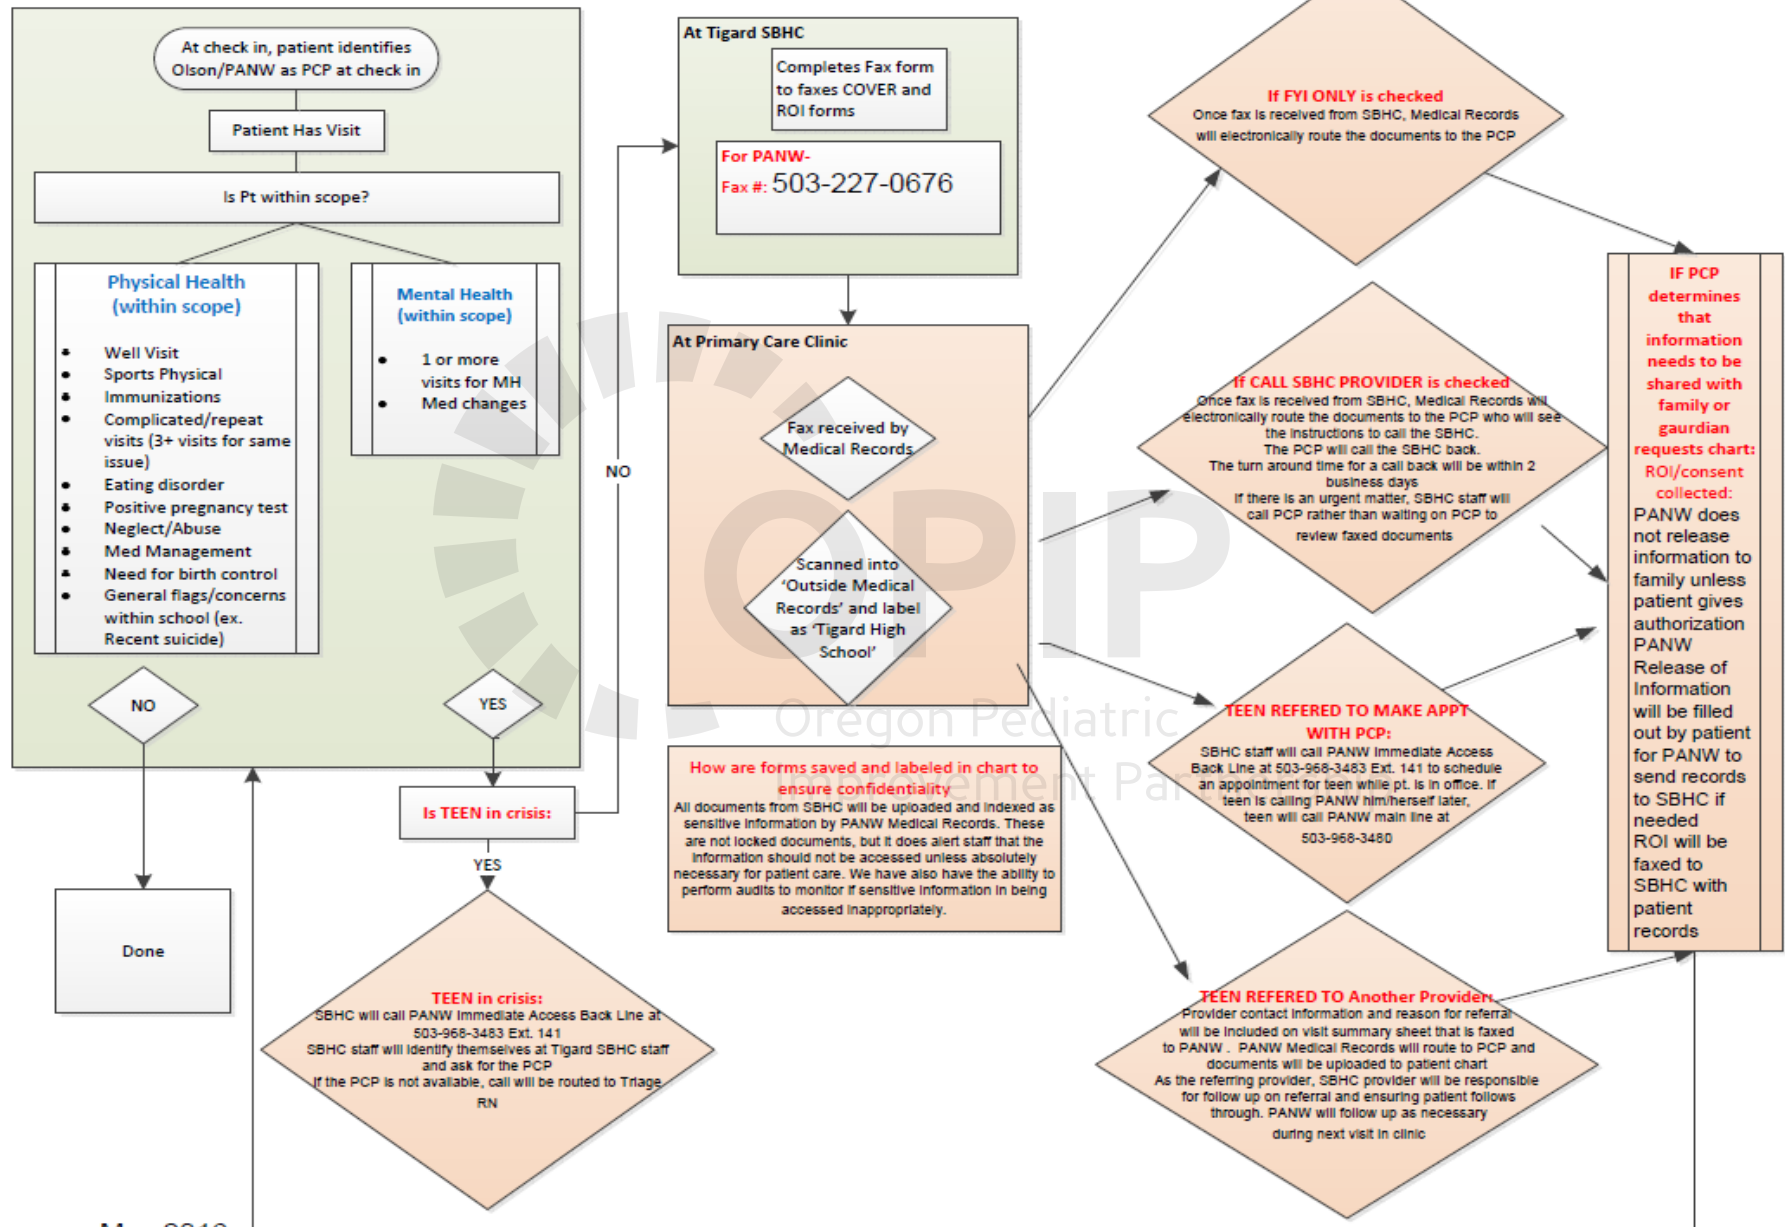 At check in, patient identifies
Olson/PANW as PCP at check in
Patient Has Visit
Is Pt within scope?
Physical Health
(within scope)
Well Visit
Sports Physical
Immunizations
Complicated/repeat
visits (3+ visits for same
issue)
Eating disorder
Positive pregnancy test
Neglect/Abuse
Med Management
Need for birth control
General flags/concerns
within school (ex.
Recent suicide)
Mental Health
(within scope)
1 or more
visits for MH
Med changes
NO
YES
Done
Is TEEN in crisis:
NO
YES
TEEN in crisis:
SBHC will call PANW Immediate Access Back Line at
503-968-3483 Ext. 141
SBHC staff will identify themselves at Tigard SBHC staff
and ask for the PCP
If the PCP is not available, call will be routed to Triage
RN
At Tigard SBHC
Completes Fax form
to faxes COVER and
ROI forms
For PANW-
Fax #: 503-227-0676
At Primary Care Clinic
Fax received by
Medical Records
Scanned into
'Outside Medical
Records' and label
as 'Tigard High
School'
How are forms saved and labeled in chart to
ensure confidentiality
All documents from SBHC will be uploaded and indexed as
sensitive information by PANW Medical Records. These
are not locked documents, but it does alert staff that the
information should not be accessed unless absolutely
necessary for patient care. We have also have the ability to
perform audits to monitor if sensitive information in being
accessed inappropriately.
If FYI ONLY is checked
Once fax is received from SBHC, Medical Records
will electronically route the documents to the PCP
If CALL SBHC PROVIDER is checked
Once fax is received from SBHC, Medical Records will
electronically route the documents to the PCP who will see
the instructions to call the SBHC.
The PCP will call the SBHC back.
The turn around time for a call back will be within 2
business days
If there is an urgent matter, SBHC staff will
call PCP rather than waiting on PCP to
review faxed documents
TEEN REFERED TO MAKE APPT
WITH PCP:
SBHC staff will call PANW Immediate Access
Back Line at 503-968-3483 Ext. 141 to schedule
an appointment for teen while pt. is in office. If
teen is calling PANW him/herself later,
teen will call PANW main line at
503-968-3480
TEEN REFERED TO Another Provider:
Provider contact information and reason for referral
will be included on visit summary sheet that is faxed
to PANW . PANW Medical Records will route to PCP and
documents will be uploaded to patient chart
As the referring provider, SBHC provider will be responsible
for follow up on referral and ensuring patient follows
through. PANW will follow up as necessary
during next visit in clinic
IF PCP
determines
that
information
needs to be
shared with
family or
gaurdian
requests chart:
ROI/consent
collected:
PANW does
not release
information to
family unless
patient gives
authorization
PANW
Release of
Information
will be filled
out by patient
for PANW to
send records
to SBHC if
needed
ROI will be
faxed to
SBHC with
patient
records
OPIP
Oregon Pediatric
Improvement